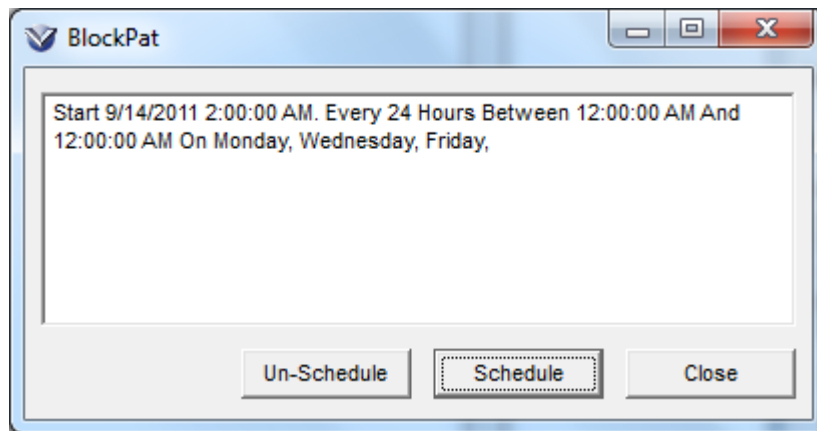 BlockPat
Start 9/14/2011 2:00:00 AM. Every 24 Hours Between 12:00:00 AM And
12:00:00 AM On Monday, Wednesday, Friday,
Un-Schedule
Schedule
Close